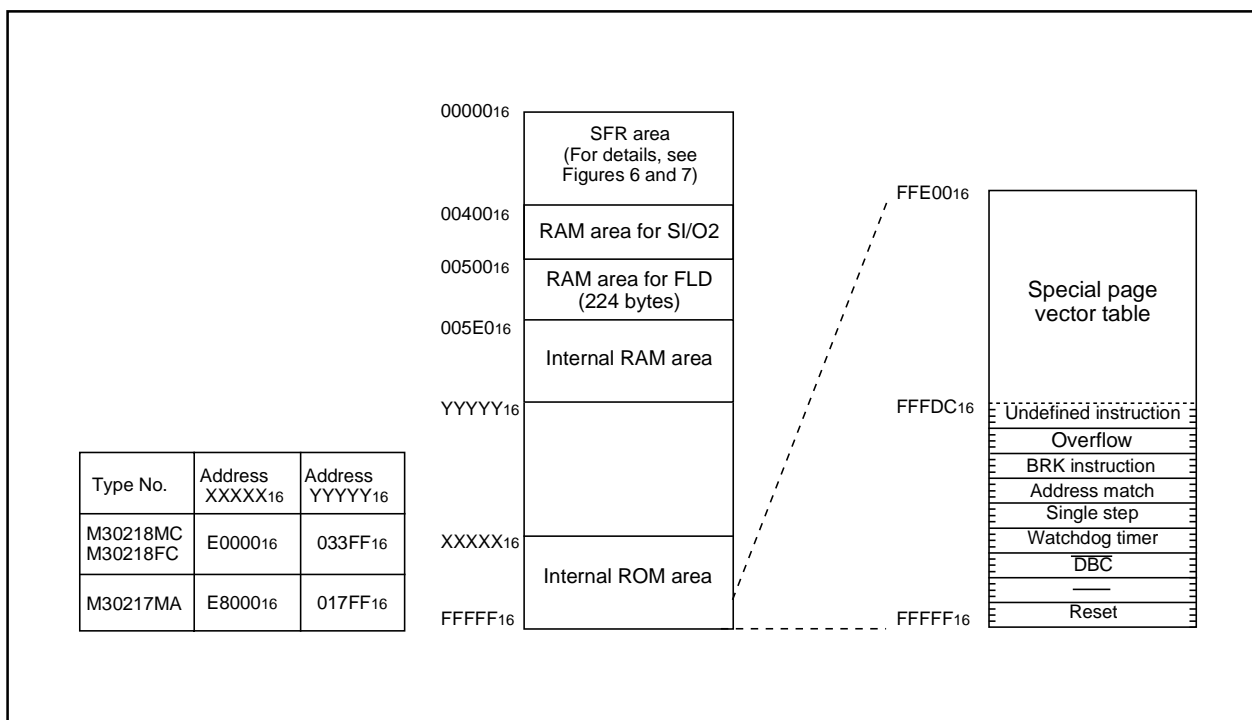 0000016
SFR area
(For details, see
Figures 6 and 7)
0040016
RAM area for SI/O2
0050016
RAM area for FLD
(224 bytes)
005E016
Internal RAM area
YYYYY16
XXXXX16
Internal ROM area
FFFFF16
FFE0016
Special page
vector table
FFFDC16
Undefined instruction
Overflow
BRK instruction
Address match
Single step
Watchdog timer
DBC
Reset
FFFFF16
Type No.
Address
XXXXX16
Address
YYYYY16
M30218MC
M30218FC
E000016
033FF16
M30217MA
E800016
017FF16